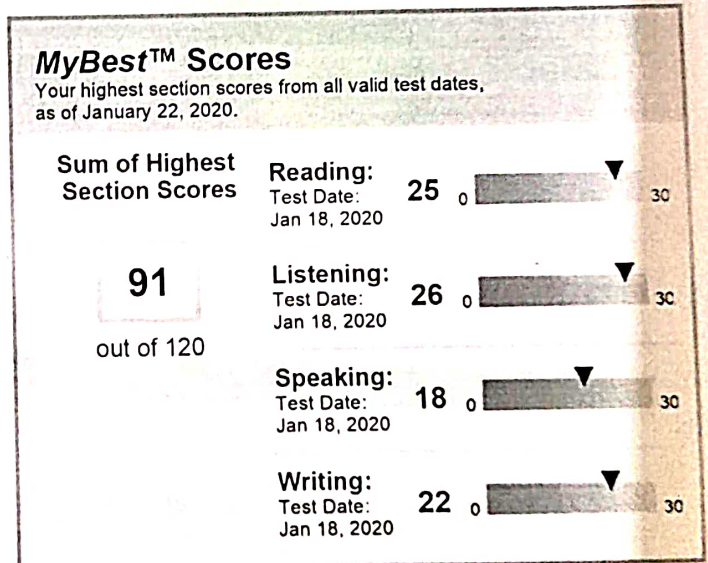 MyBest™ Scores
Your highest section scores from all valid test dates,
as of January 22, 2020.
Sum of Highest
Section Scores
91
out of 120
Reading:
Test Date:
Jan 18, 2020
25
0
30
Listening:
Test Date:
Jan 18, 2020
26
0
30
Speaking:
Test Date:
Jan 18, 2020
18
0
30
Writing:
Test Date:
Jan 18, 2020
22
0
30